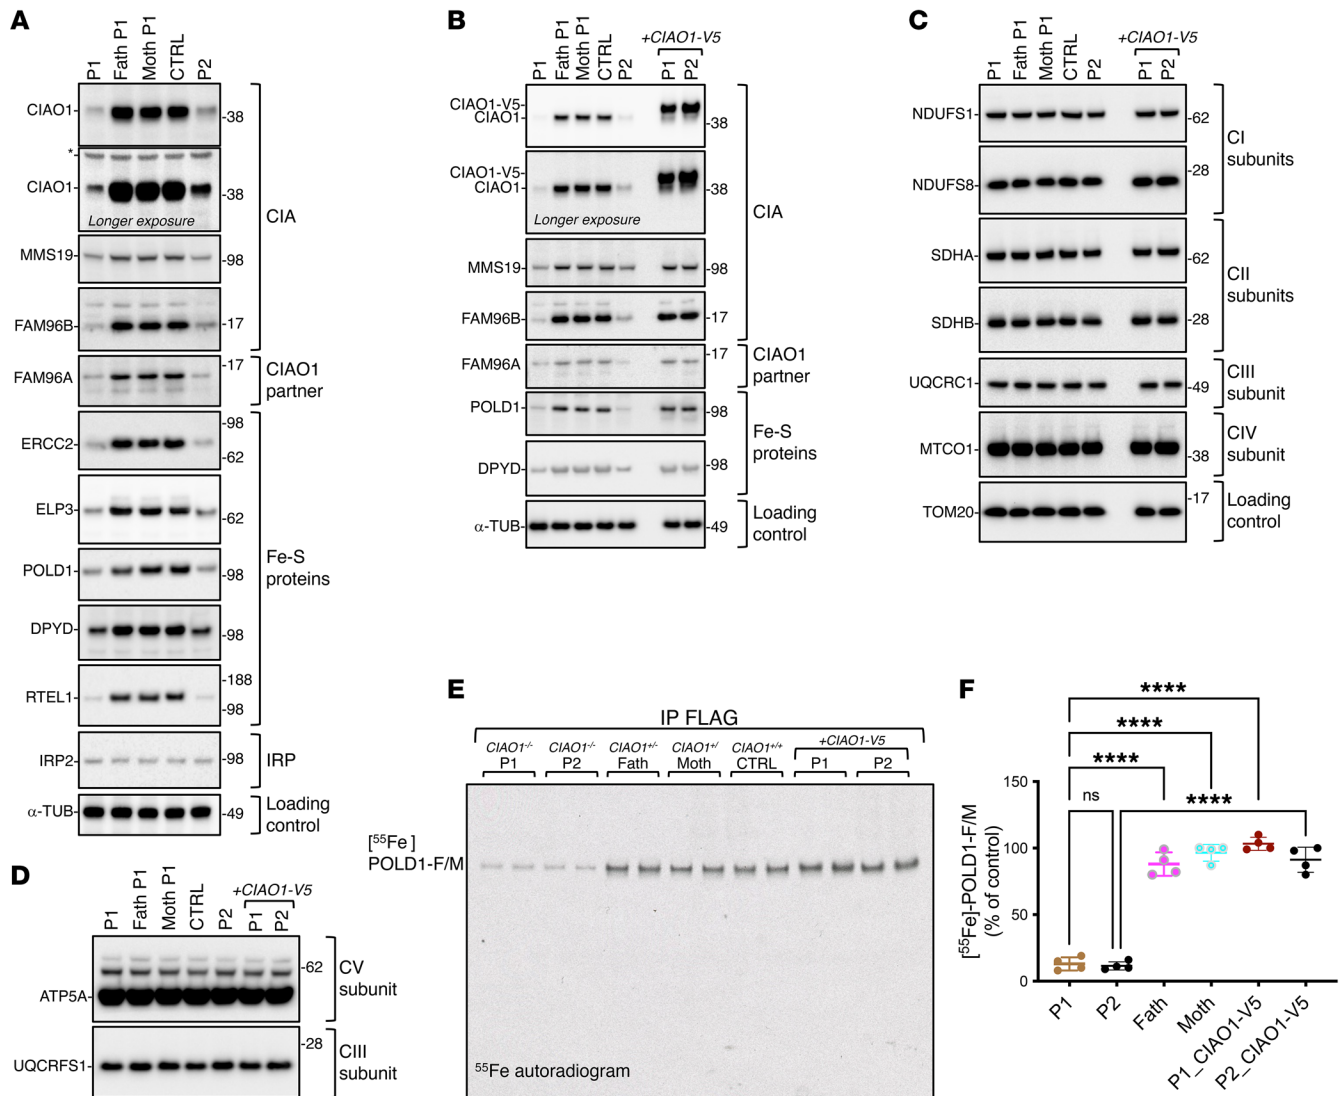 A
P1
Fath P1
Moth P1
CTRL
P2
CIAO1-
-38
*
CIAO1-
-38
Longer exposure
MMS19-
-98
FAM96B-
-17
CIA
FAM96A-
-17
CIAO1
partner
ERCC2-
-98
-62
ELP3-
-62
POLD1-
-98
DPYD-
-98
RTEL1-
-188
-98
Fe-S
proteins
IRP2-
-98
IRP
α-TUB-
-49
Loading
control
B
P1
Fath P1
Moth P1
CTRL
P2
+CIAO1-V5
P1
P2
CIAO1-V5-
CIAO1-
-38
CIAO1-V5-
CIAO1-
-38
Longer exposure
MMS19-
-98
FAM96B-
-17
CIA
FAM96A-
-17
CIAO1
partner
POLD1-
-98
DPYD-
-98
Fe-S
proteins
α-TUB-
-49
Loading
control
C
P1
Fath P1
Moth P1
CTRL
P2
+CIAO1-V5
P1
P2
NDUFS1-
-62
NDUFS8-
-28
CI
subunits
SDHA-
-62
SDHB-
-28
CII
subunits
UQCRC1-
-49
CIII
subunit
MTCO1-
-38
CIV
subunit
TOM20-
-17
Loading
control
D
P1
Fath P1
Moth P1
CTRL
P2
+CIAO1-V5
P1
P2
ATP5A-
-62
CV
subunit
UQCRFS1-
-28
CIII
subunit
E
IP FLAG
CIAO1-/-
P1
CIAO1-/-
P2
CIAO1+/-
Fath
CIAO1+/
Moth
CIAO1+/+
CTRL
+CIAO1-V5
P1
P2
[55Fe]
POLD1-F/M
55Fe autoradiogram
F
****
****
****
ns
****
[55Fe]-POLD1-F/M
(% of control)
150
100
50
0
P1
P2
Fath
Moth
P1_CIAO1-V5
P2_CIAO1-V5